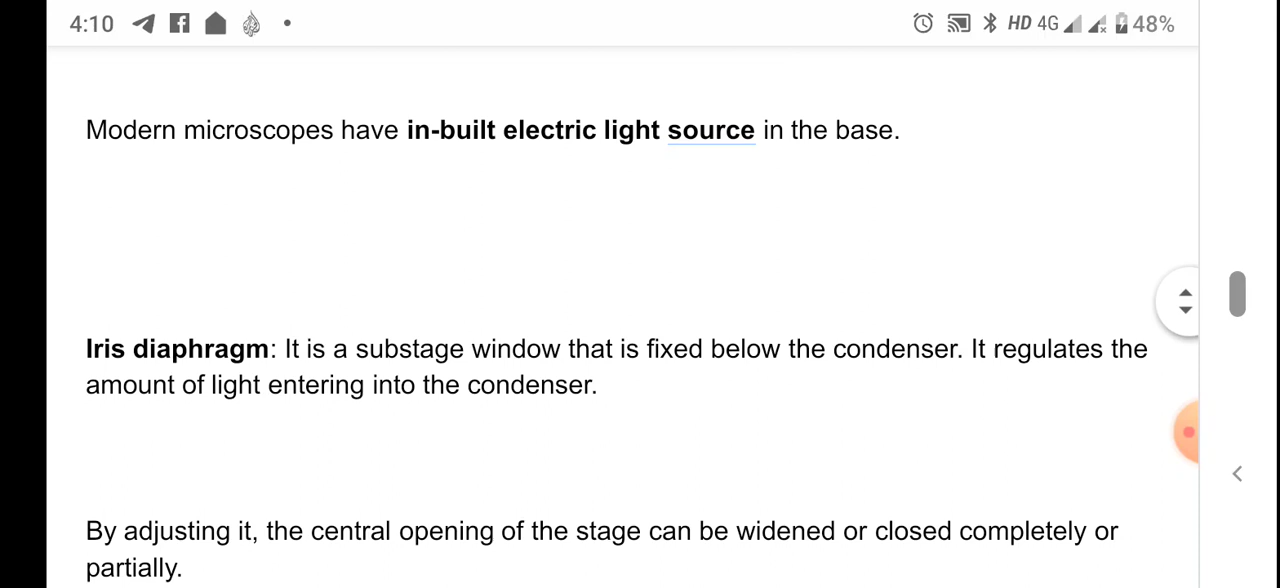 4:10 HD 4G 48%
Modern microscopes have in-built electric light source in the base.
Iris diaphragm: It is a substage window that is fixed below the condenser. It regulates the
amount of light entering into the condenser.
By adjusting it, the central opening of the stage can be widened or closed completely or
partially.